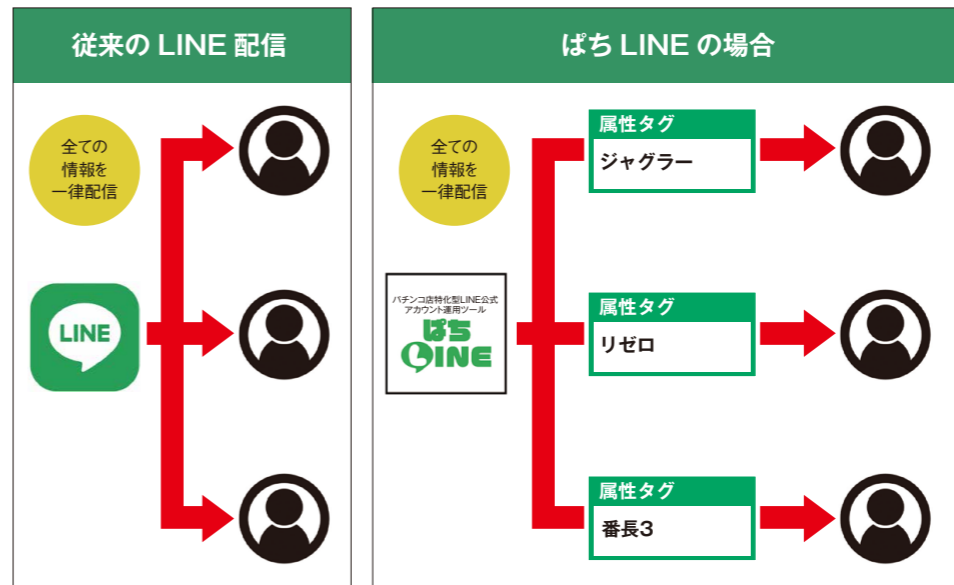 従来の LINE 配信
全ての
情報を
一律配信
LINE
ぱち LINE の場合
全ての
情報を
一律配信
パチンコ店特化型LINE公式
アカウント運用ツール
ぱち
LINE
属性タグ
ジャグラー
属性タグ
リゼロ
属性タグ
番長3